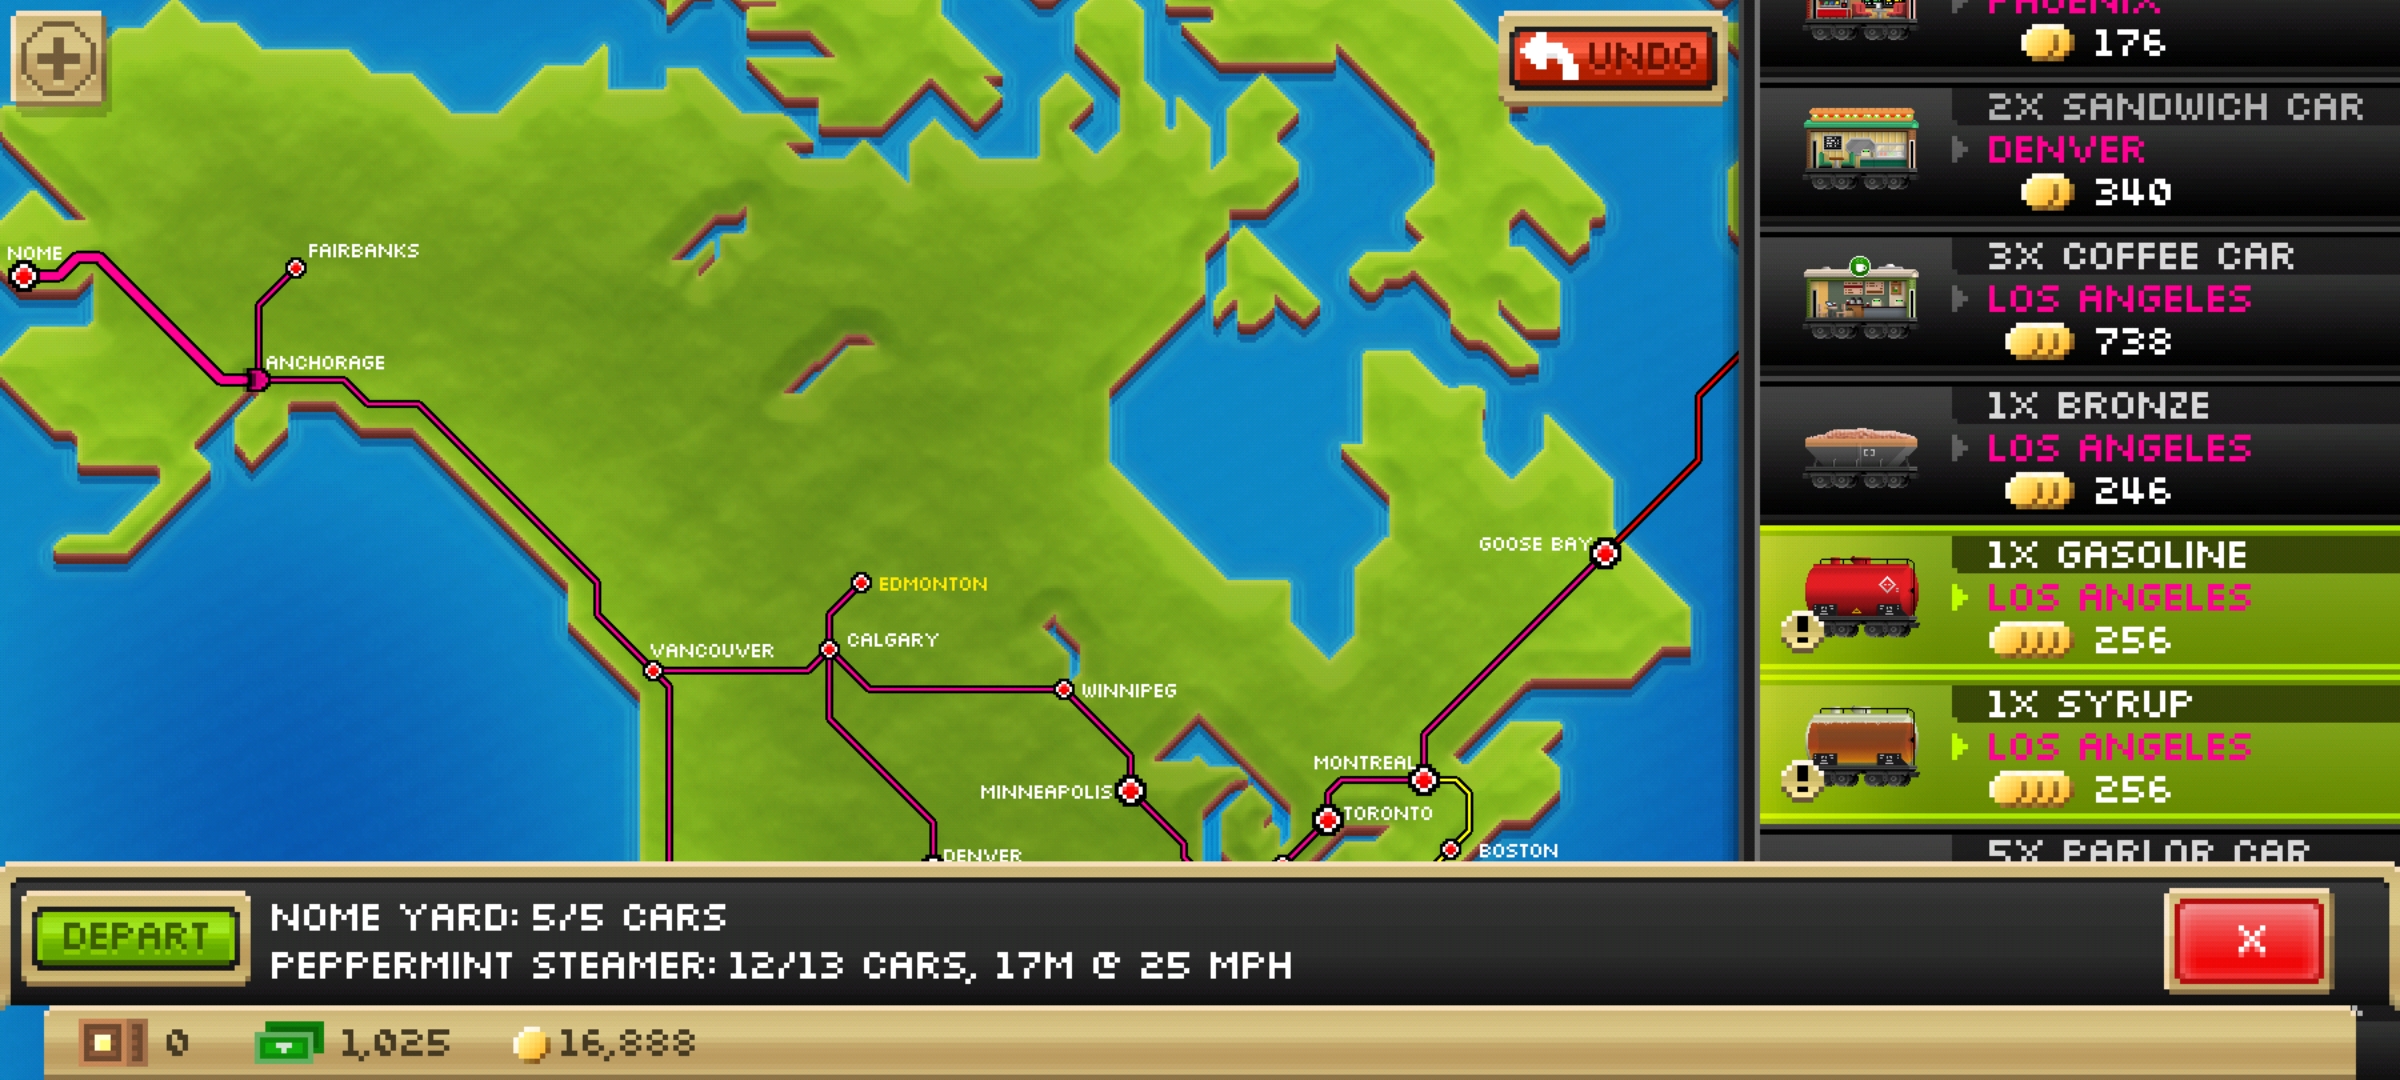 UNDO
NOME
FAIRBANKS
ANCHORAGE
EDMONTON
GOOSE BAY
VANCOUVER
CALGARY
WINNIPEG
MONTREAL
MINNEAPOLIS
TORONTO
DENVER
BOSTON
PHOENIX
176
2X SANDWICH CAR
DENVER
340
3X COFFEE CAR
LOS ANGELES
738
1X BRONZE
LOS ANGELES
246
1X GASOLINE
LOS ANGELES
256
1X SYRUP
LOS ANGELES
256
5X PARLOR CAR
DEPART
NOME YARD: 5/5 CARS
PEPPERMINT STEAMER: 12/13 CARS, 17M @ 25 MPH
X
0
1,025
16,888